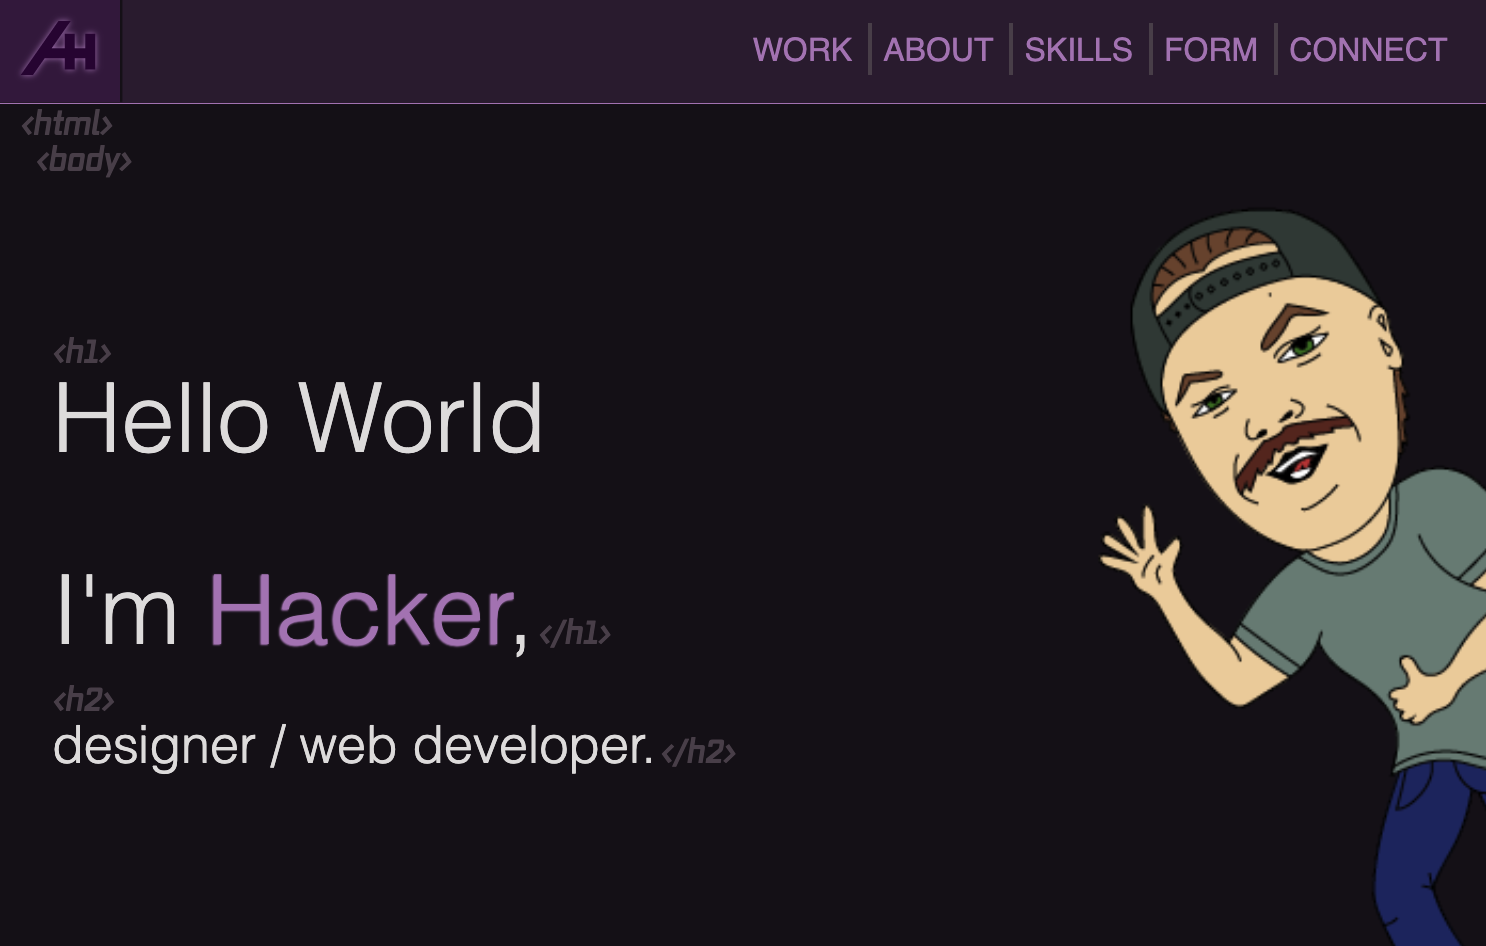 AH
WORK ABOUT SKILLS FORM CONNECT
<html>
<body>
<h1>
Hello World
I'm Hacker, </h1>
<h2>
designer / web developer. </h2>